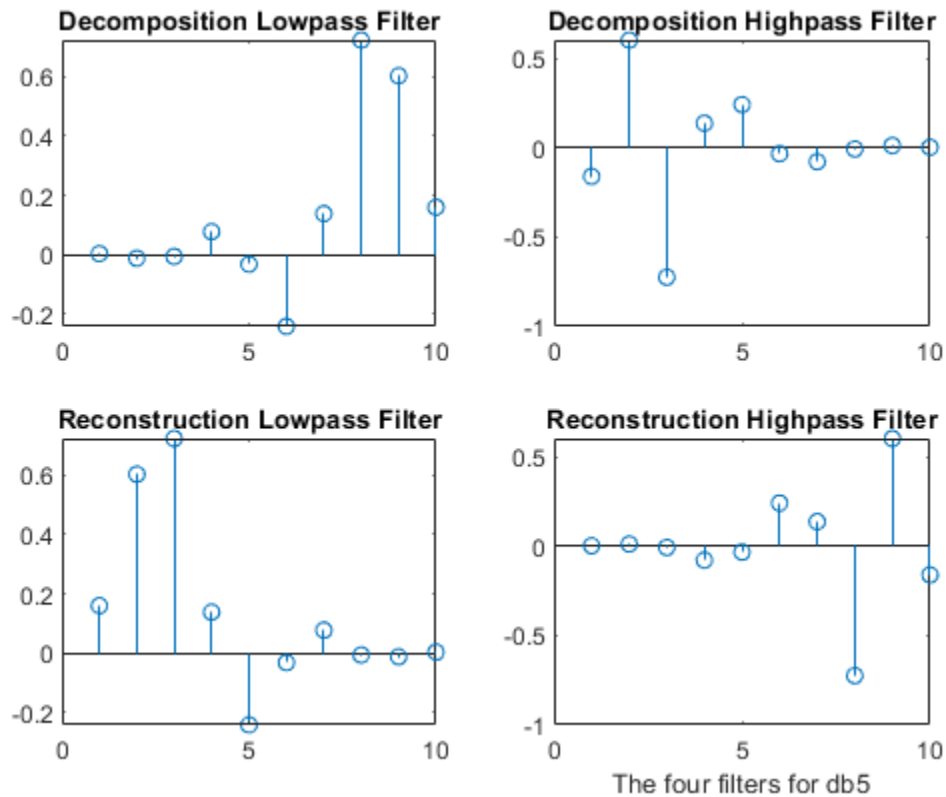 Decomposition Lowpass Filter
0.6
0.4
0.2
0
-0.2
0 5 10
Decomposition Highpass Filter
0.5
0
-0.5
-1
0 5 10
Reconstruction Lowpass Filter
0.6
0.4
0.2
0
-0.2
0 5 10
Reconstruction Highpass Filter
0.5
0
-0.5
-1
0 5 10
The four filters for db5